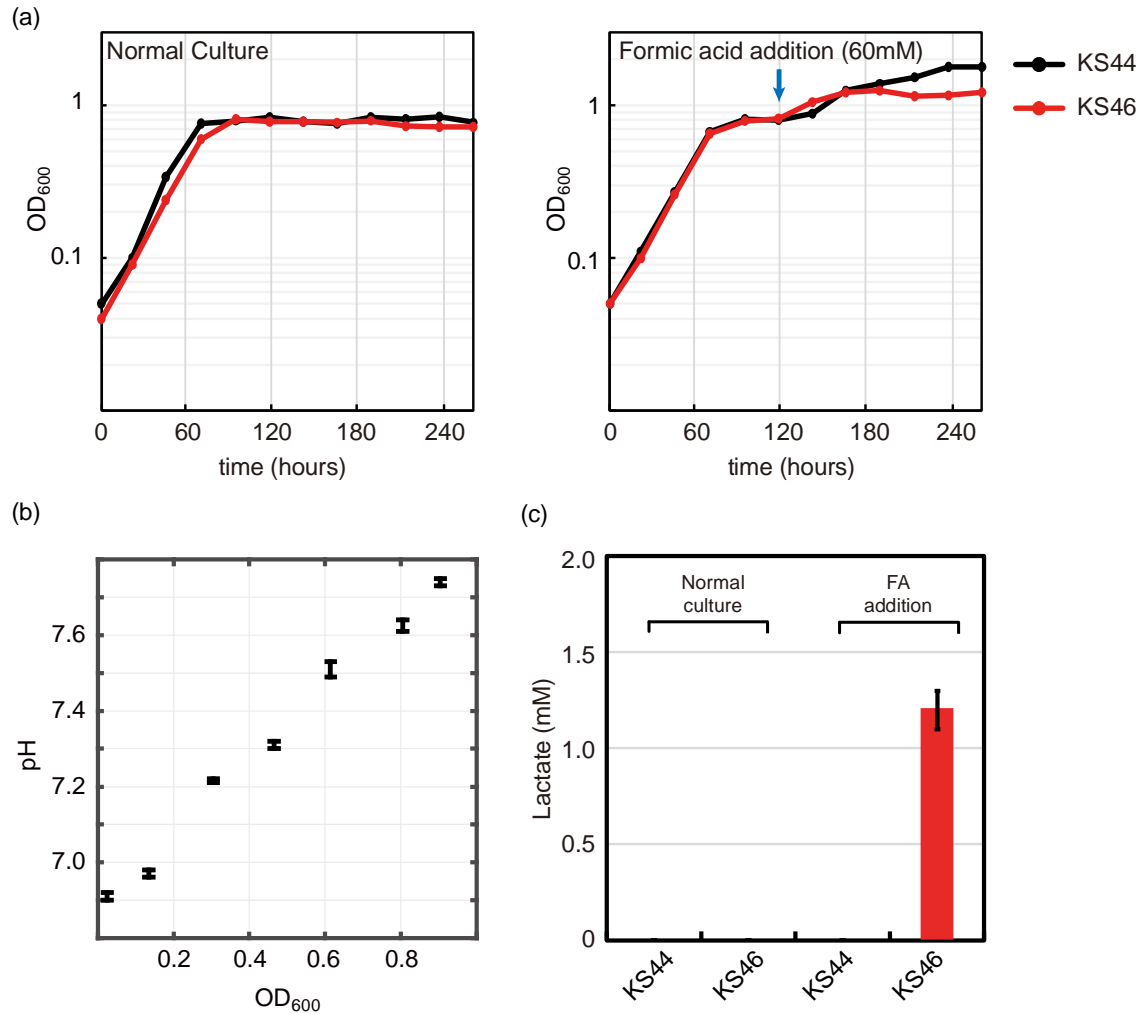 (a)
Normal Culture
1
0.1
OD600
0
60
120
180
240
time (hours)
Formic acid addition (60mM)
1
0.1
OD600
0
60
120
180
240
time (hours)
KS44
KS46
(b)
7.6
7.4
7.2
7.0
pH
0.2
0.4
0.6
0.8
OD600
(c)
2.0
1.5
1.0
0.5
0
Lactate (mM)
Normal
culture
FA
addition
KS44
KS46
KS44
KS46